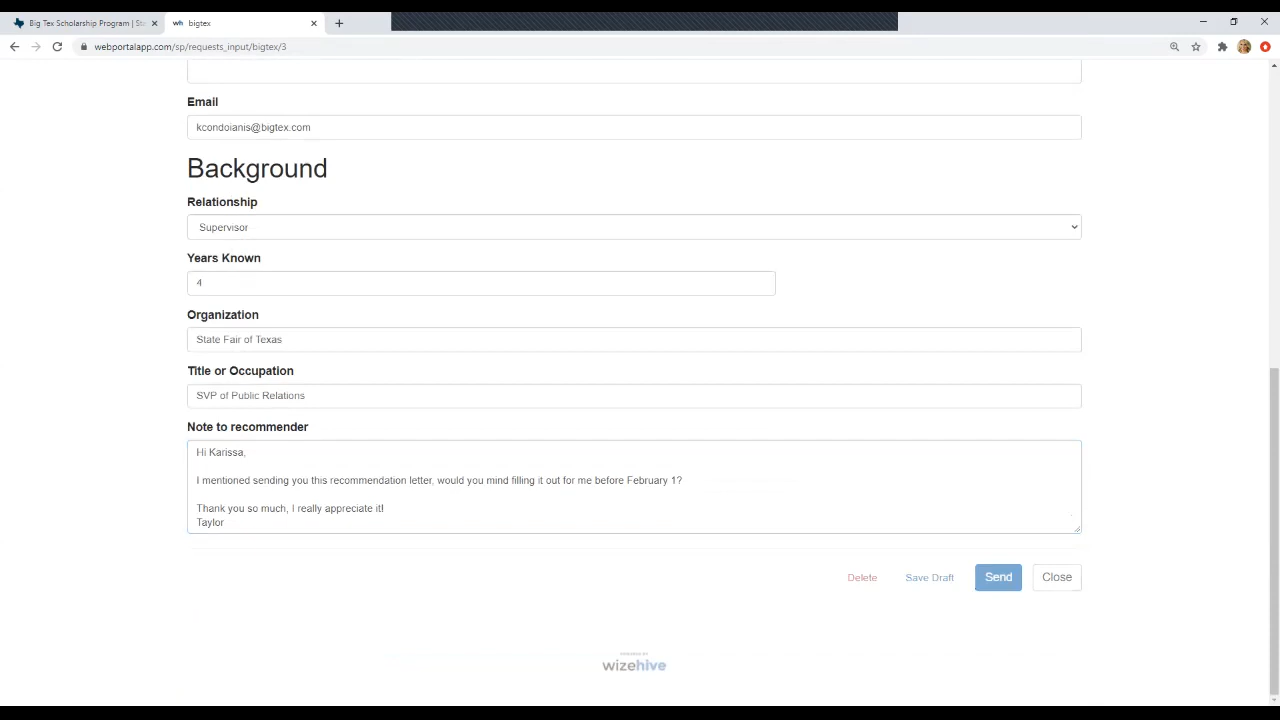 Big Tex Scholarship Program | Sta
bigtex
webportalapp.com/sp/requests_input/bigtex/3
Email
kcondoianis@bigtex.com
Background
Relationship
Supervisor
Years Known
4
Organization
State Fair of Texas
Title or Occupation
SVP of Public Relations
Note to recommender
Hi Karissa,
I mentioned sending you this recommendation letter, would you mind filling it out for me before February 1?
Thank you so much, I really appreciate it!
Taylor
Delete Save Draft Send Close
POWERED BY
wizehive